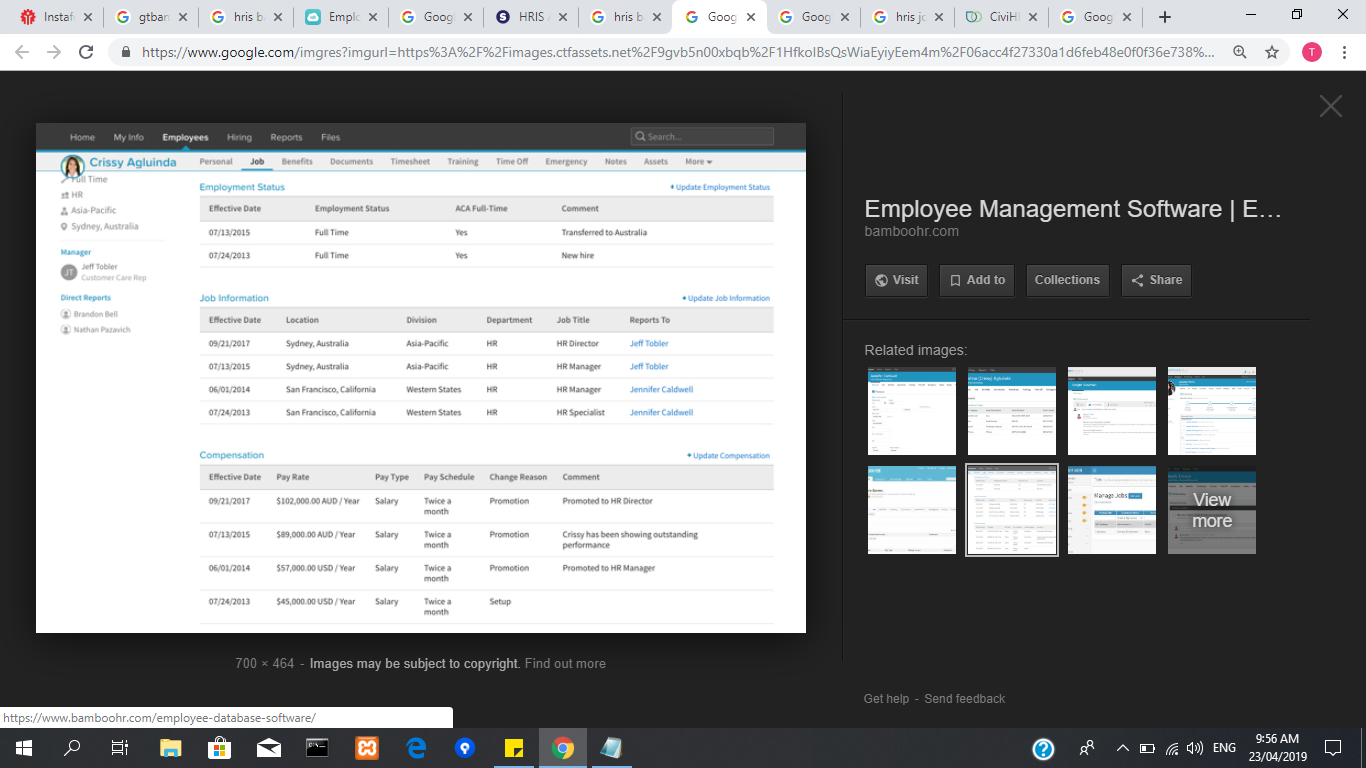 Instaf
gtban
hris b
Emplo
Goog
HRIS
hris b
Goog
Goog
hris jo
CiviHI
Goog
https://www.google.com/imgres?imgurl=https%3A%2F%2Fimages.ctfassets.net%2F9gvb5n00xbqb%2F1HfkoIBsQsWiaEyiyEem4m%2F06acc4f27330a1d6feb48e0f0f36e738%...
T
Home My Info Employees Hiring Reports Files Search...
Crissy Agluinda Personal Job Benefits Documents Timesheet Training Time Off Emergency Notes Assets More
Full Time
HR
Asia-Pacific
Sydney, Australia
Manager
JT
Jeff Tobler
Customer Care Rep
Direct Reports
Brandon Bell
Nathan Pazavich
Employment Status Update Employment Status
Effective Date Employment Status ACA Full-Time Comment
07/13/2015 Full Time Yes Transferred to Australia
07/24/2013 Full Time Yes New hire
Job Information Update Job Information
Effective Date Location Division Department Job Title Reports To
09/21/2017 Sydney, Australia Asia-Pacific HR HR Director Jeff Tobler
07/13/2015 Sydney, Australia Asia-Pacific HR HR Manager Jeff Tobler
06/01/2014 San Francisco, California Western States HR HR Manager Jennifer Caldwell
07/24/2013 San Francisco, California Western States HR HR Specialist Jennifer Caldwell
Compensation Update Compensation
Effective Date Pay Rate Pay Type Pay Schedule Change Reason Comment
09/21/2017 $102,000.00 AUD / Year Salary Twice a month Promotion Promoted to HR Director
07/13/2015 $89,000.00 AUD / Year Salary Twice a month Promotion Crissy has been showing outstanding performance
06/01/2014 $57,000.00 USD / Year Salary Twice a month Promotion Promoted to HR Manager
07/24/2013 $45,000.00 USD / Year Salary Twice a month Setup
700 × 464 - Images may be subject to copyright. Find out more
Employee Management Software | E...
bamboohr.com
Visit Add to Collections Share
Related images:
Manage Jobs
View
more
Get help - Send feedback
https://www.bamboohr.com/employee-database-software/
ENG
9:56 AM
23/04/2019